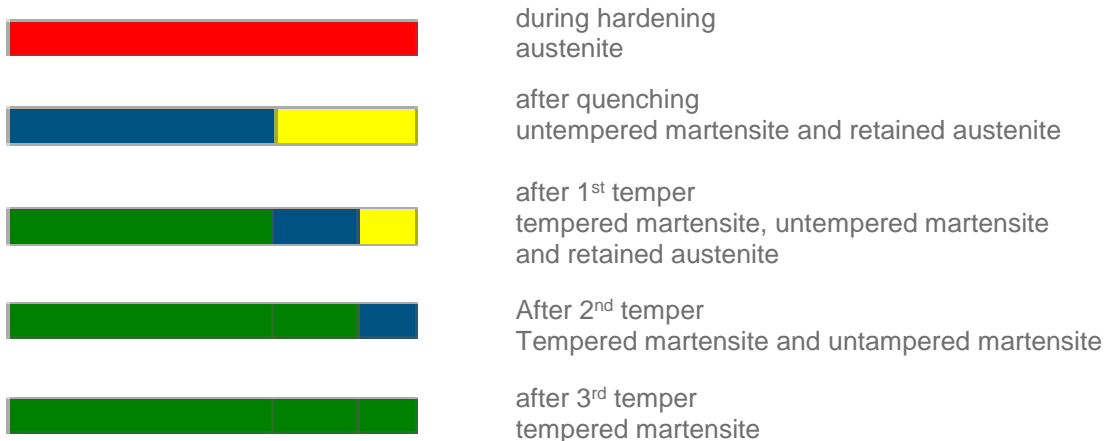 during hardening
austenite
after quenching
untempered martensite and retained austenite
after 1st temper
tempered martensite, untempered martensite
and retained austenite
After 2nd temper
Tempered martensite and untampered martensite
after 3rd temper
tempered martensite